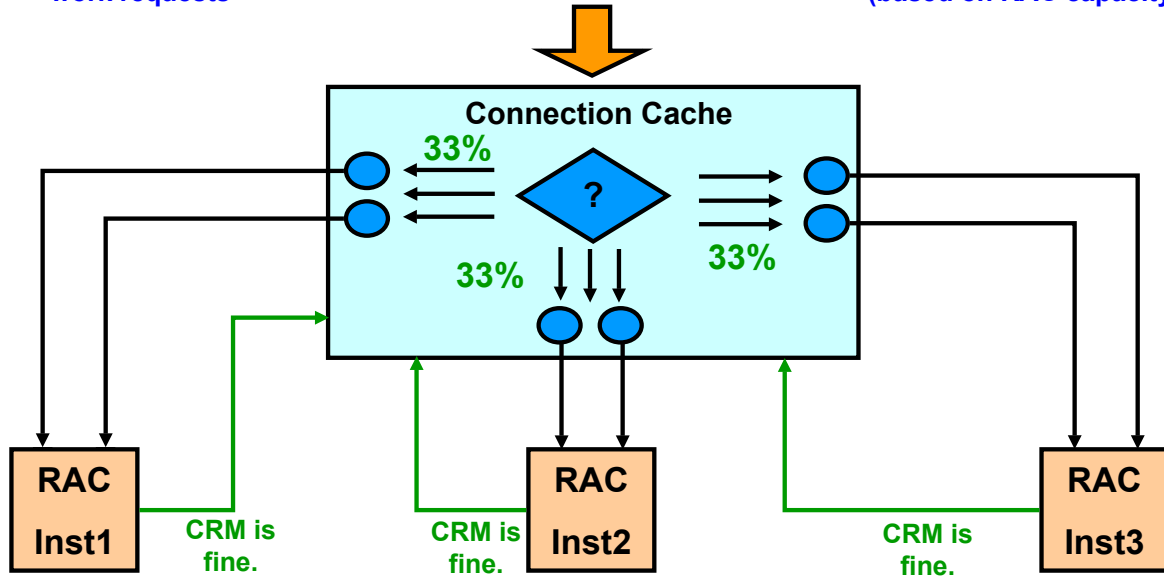 Connection Cache
33%
?
33%
33%
RAC
Inst1
RAC
Inst2
RAC
Inst3
CRM is
fine.
CRM is
fine.
CRM is
fine.